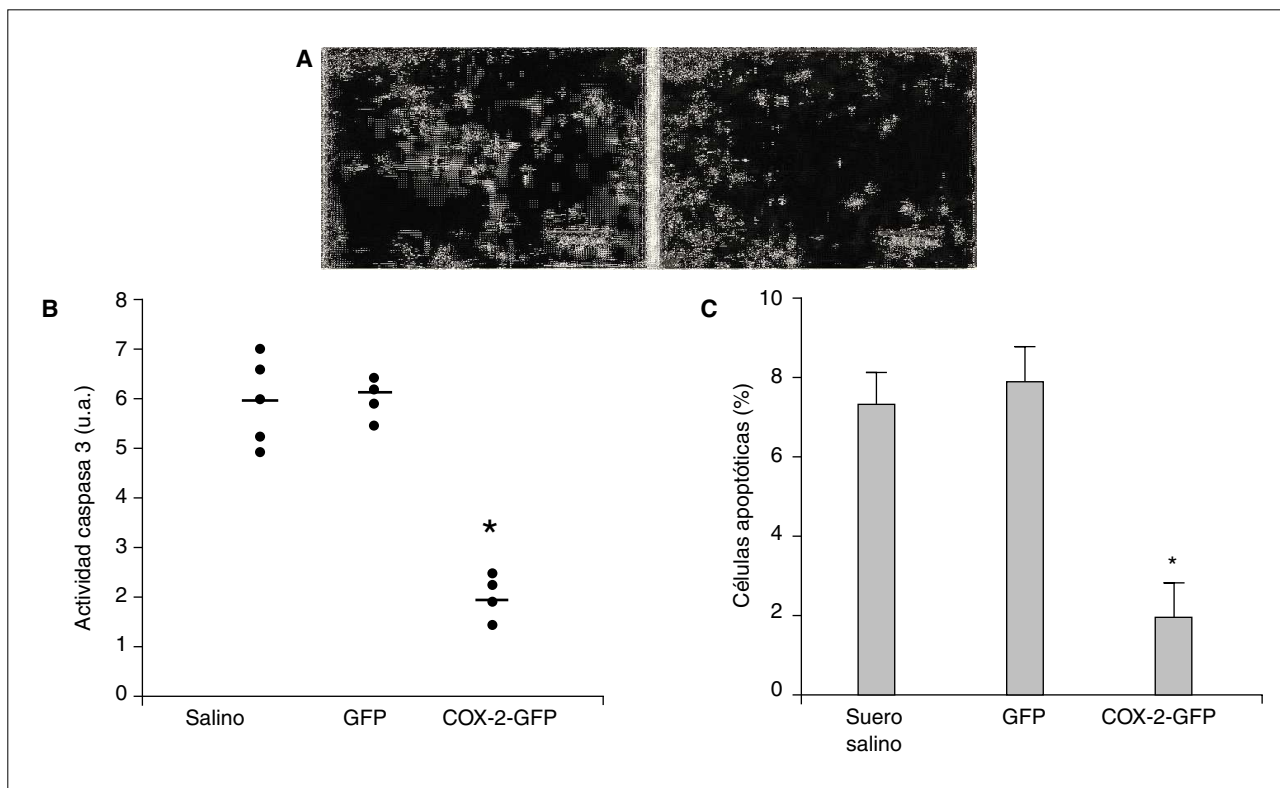 A
B
8
7
6
5
4
3
2
1
0
Actividad caspasa 3 (u.a.)
*
Salino GFP COX-2-GFP
C
10
8
6
4
2
0
Células apoptóticas (%)
*
Suero
salino
GFP COX-2-GFP